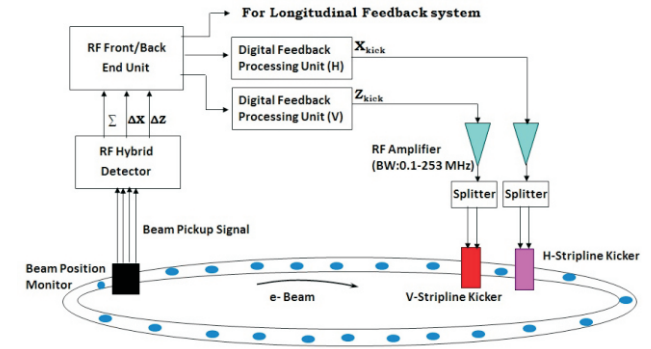 For Longitudinal Feedback system
RF Front/Back
End Unit
Digital Feedback
Processing Unit (H)
Xkick
Digital Feedback
Processing Unit (V)
Zkick
∑ ΔX ΔZ
RF Hybrid
Detector
RF Amplifier
(BW:0.1-253 MHz)
Splitter
Splitter
Beam Pickup Signal
Beam Position
Monitor
H-Stripline Kicker
e- Beam
V-Stripline Kicker